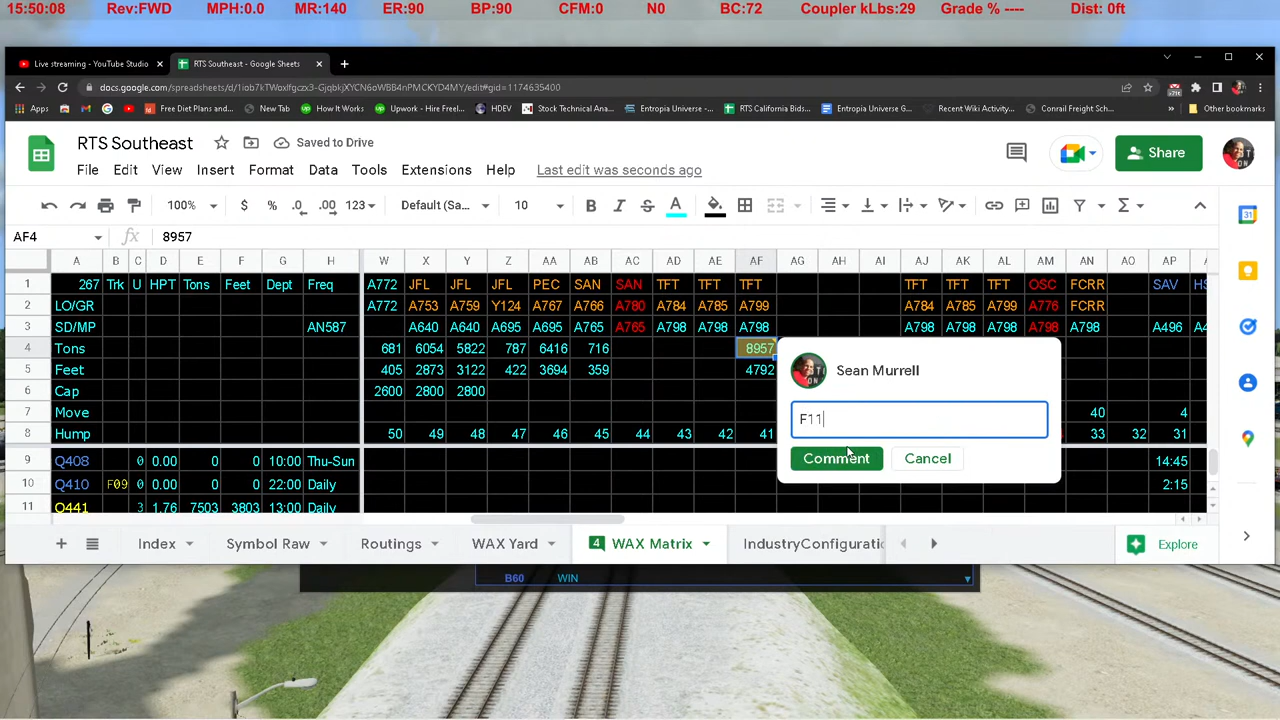 15:50:08 Rev:FWD MPH:0.0 MR:140 ER:90 BP:90 CFM:0 N0 BC:72 Coupler kLbs:29 Grade % ---- Dist: 0ft
Live streaming - YouTube Studio RTS Southeast - Google Sheets
Apps Free Diet Plans and... New Tab How It Works Upwork - Hire Freel... HDEV Stock Technical Ana... Entropia Universe -... RTS California Bids... Entropia Universe G... Recent Wiki Activity... Conrail Freight Sch... Other bookmarks
RTS Southeast Saved to Drive
Share
File Edit View Insert Format Data Tools Extensions Help Last edit was seconds ago
100% $ % .0 .00 123 Default (Sa... 10 B I S A
AF4 fx 8957
A B C D E F G H W X Y Z AA AB AC AD AE AF AG AH AI AJ AK AL AM AN AO AP A
1 267 Trk U HPT Tons Feet Dept Freq A772 JFL JFL JFL PEC SAN SAN TFT TFT TFT TFT TFT TFT OSC FCRR SAV HS
2 LO/GR A772 A753 A759 Y124 A767 A766 A780 A784 A785 A799 A784 A785 A799 A776 FCRR
3 SD/MP AN587 A640 A640 A695 A695 A765 A765 A798 A798 A798 A798 A798 A798 A798 A798 A496 A4
4 Tons 681 6054 5822 787 6416 716 8957
5 Feet 405 2873 3122 422 3694 359 4792
6 Cap 2600 2800 2800
7 Move 40 4
8 Hump 50 49 48 47 46 45 44 43 42 41 33 32 31
9 Q408 0 0.00 0 0 10:00 Thu-Sun 14:45
10 Q410 F09 0 0.00 0 0 22:00 Daily 2:15
11 Q441 3 1.76 7503 3803 13:00 Daily
Sean Murrell
F11
Comment Cancel
Index Symbol Raw Routings WAX Yard 4 WAX Matrix IndustryConfiguratic Explore
B60 WIN